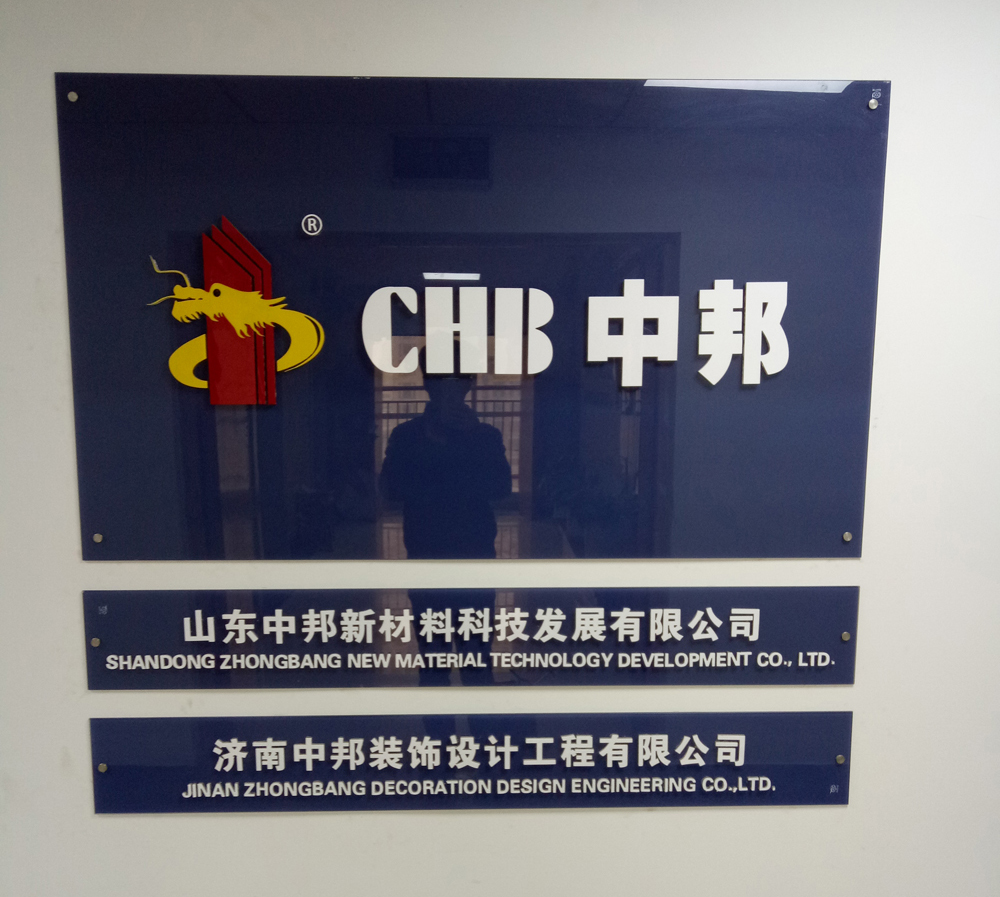 ®
CHB 中邦
山东中邦新材料科技发展有限公司
SHANDONG ZHONGBANG NEW MATERIAL TECHNOLOGY DEVELOPMENT CO., LTD.
济南中邦装饰设计工程有限公司
JINAN ZHONGBANG DECORATION DESIGN ENGINEERING CO.,LTD.